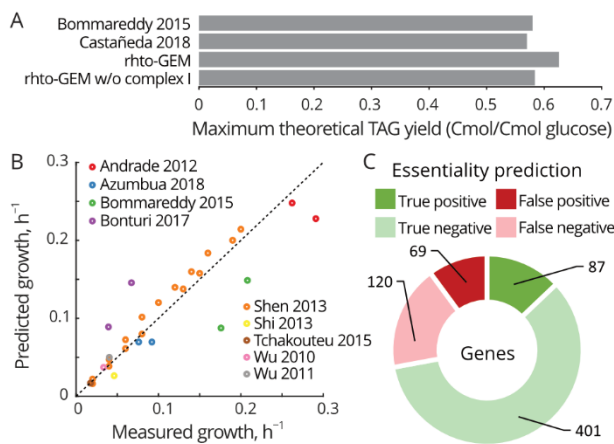 A
Bommareddy 2015
Castañeda 2018
rhto-GEM
rhto-GEM w/o complex I
0 0.1 0.2 0.3 0.4 0.5 0.6 0.7
Maximum theoretical TAG yield (Cmol/Cmol glucose)
B
0.3
0.2
0.1
0
Predicted growth, h⁻¹
Andrade 2012
Azumbua 2018
Bommareddy 2015
Bonturi 2017
Shen 2013
Shi 2013
Tchakouteu 2015
Wu 2010
Wu 2011
0 0.1 0.2 0.3
Measured growth, h⁻¹
C
Essentiality prediction
True positive
False positive
True negative
False negative
69
87
120
Genes
401